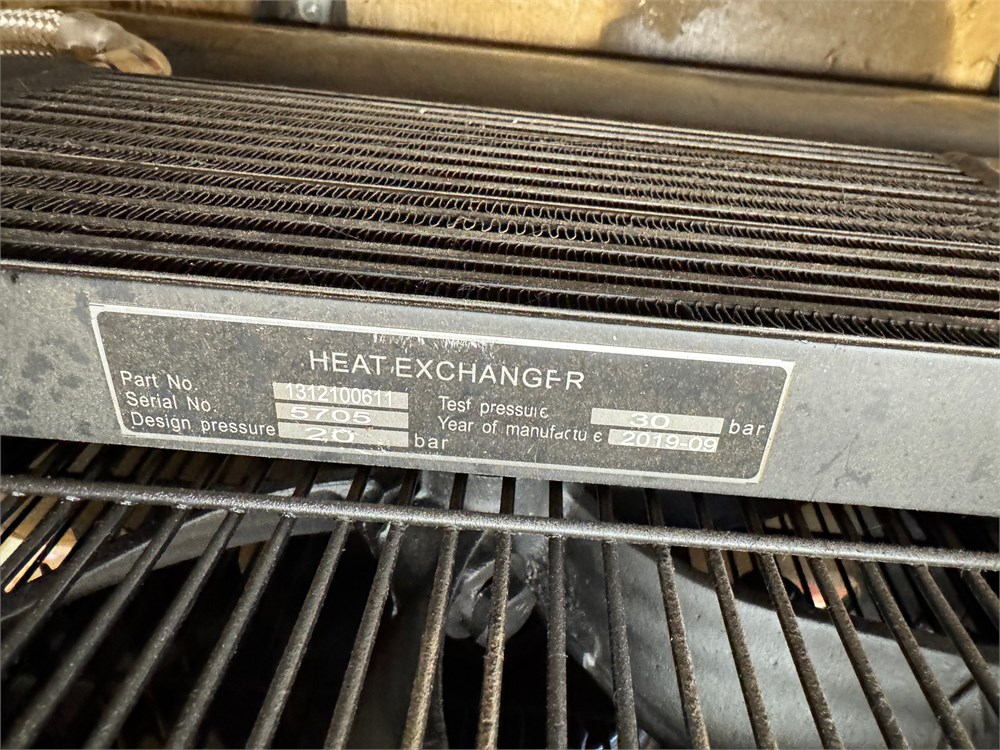 HEAT EXCHANGER
Part No. 1312100611
Serial No. 5705
Design pressure 20 bar
Test pressure 30 bar
Year of manufacture 2019-09